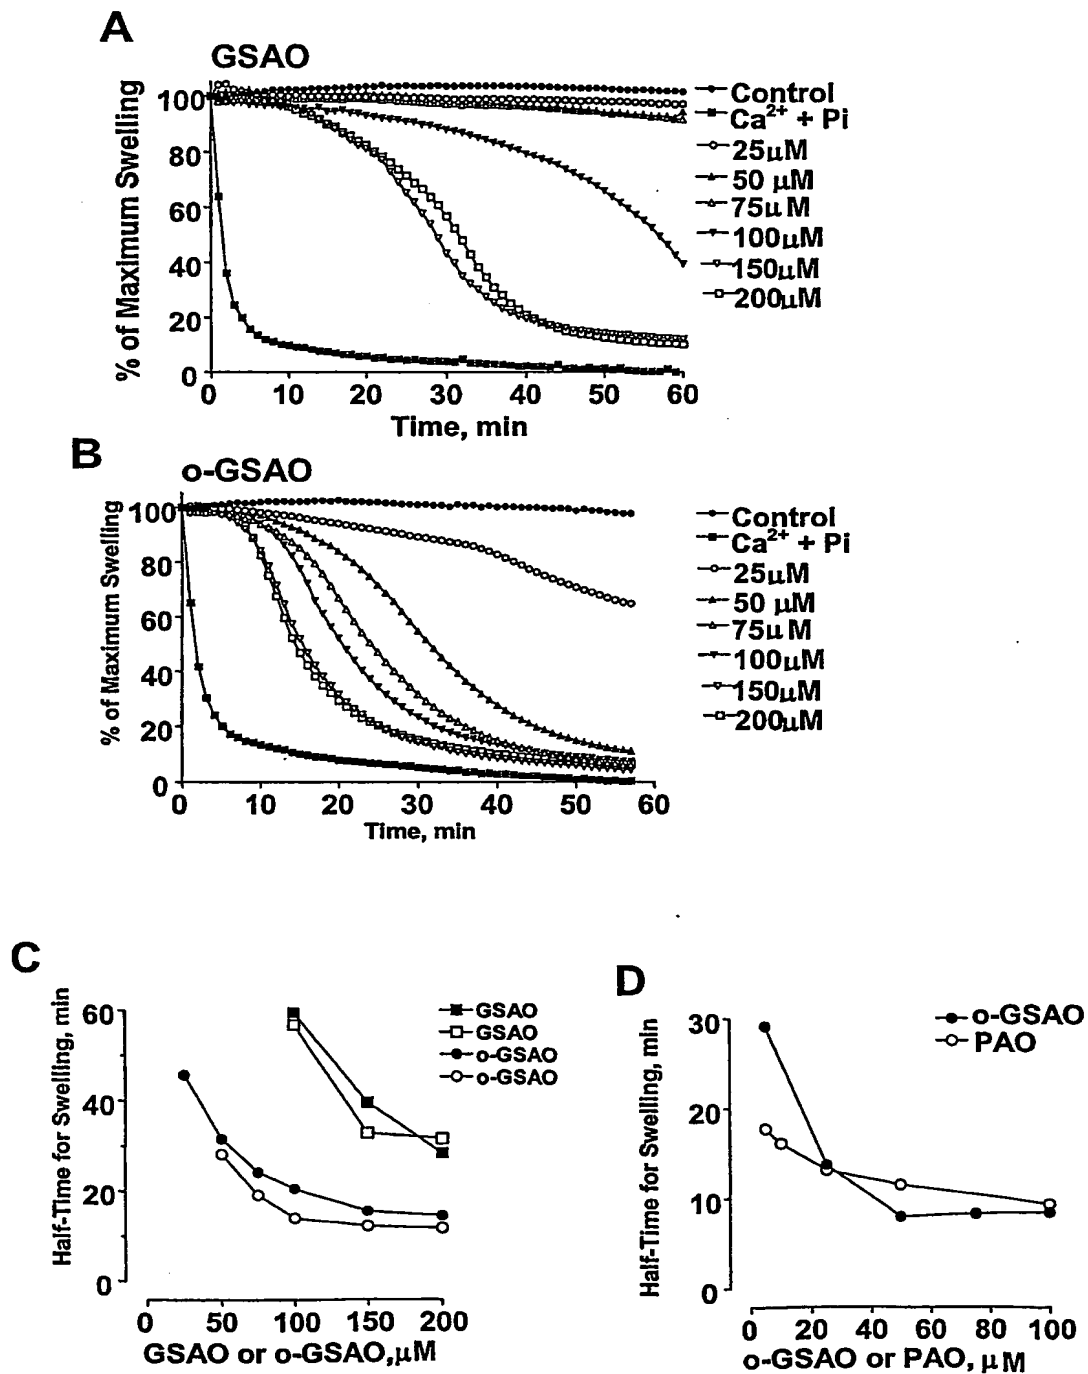 A
GSAO
% of Maximum Swelling
100
80
60
40
20
0
0 10 20 30 40 50 60
Time, min
Control
Ca²⁺ + Pi
25µM
50 µM
75µM
100µM
150µM
200µM
B
o-GSAO
% of Maximum Swelling
100
80
60
40
20
0
0 10 20 30 40 50 60
Time, min
Control
Ca²⁺ + Pi
25µM
50 µM
75µM
100µM
150µM
200µM
C
Half-Time for Swelling, min
60
40
20
0
0 50 100 150 200
GSAO or o-GSAO,µM
GSAO
GSAO
o-GSAO
o-GSAO
D
Half-Time for Swelling, min
30
20
10
0
0 20 40 60 80 100
o-GSAO or PAO, µM
o-GSAO
PAO